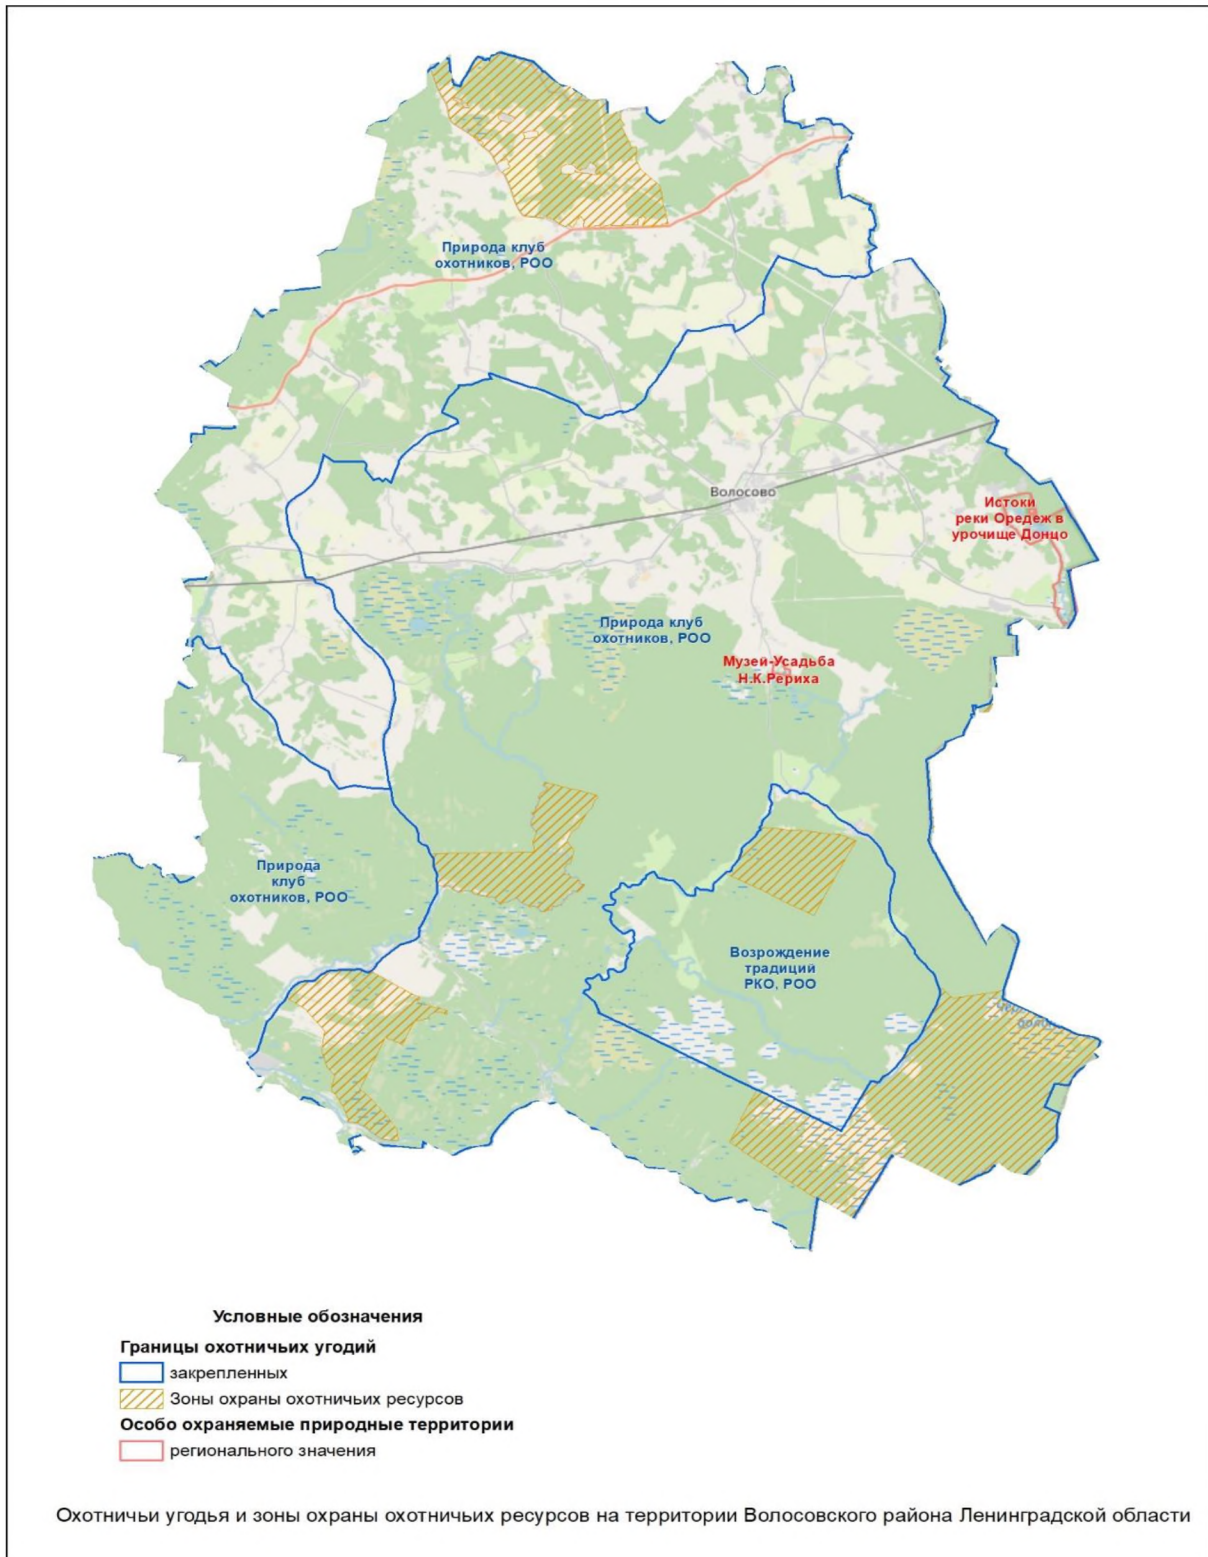 Природа клуб
охотников, РОО
Волосово
Истоки
реки Оредеж в
урочище Донцо
Природа клуб
охотников, РОО
Музей-Усадьба
Н.К.Рериха
Природа
клуб
охотников, РОО
Возрождение
традиций
РКО, РОО
Условные обозначения
Границы охотничьих угодий
закрепленных
Зоны охраны охотничьих ресурсов
Особо охраняемые природные территории
регионального значения
Охотничьи угодья и зоны охраны охотничьих ресурсов на территории Волосовского района Ленинградской области